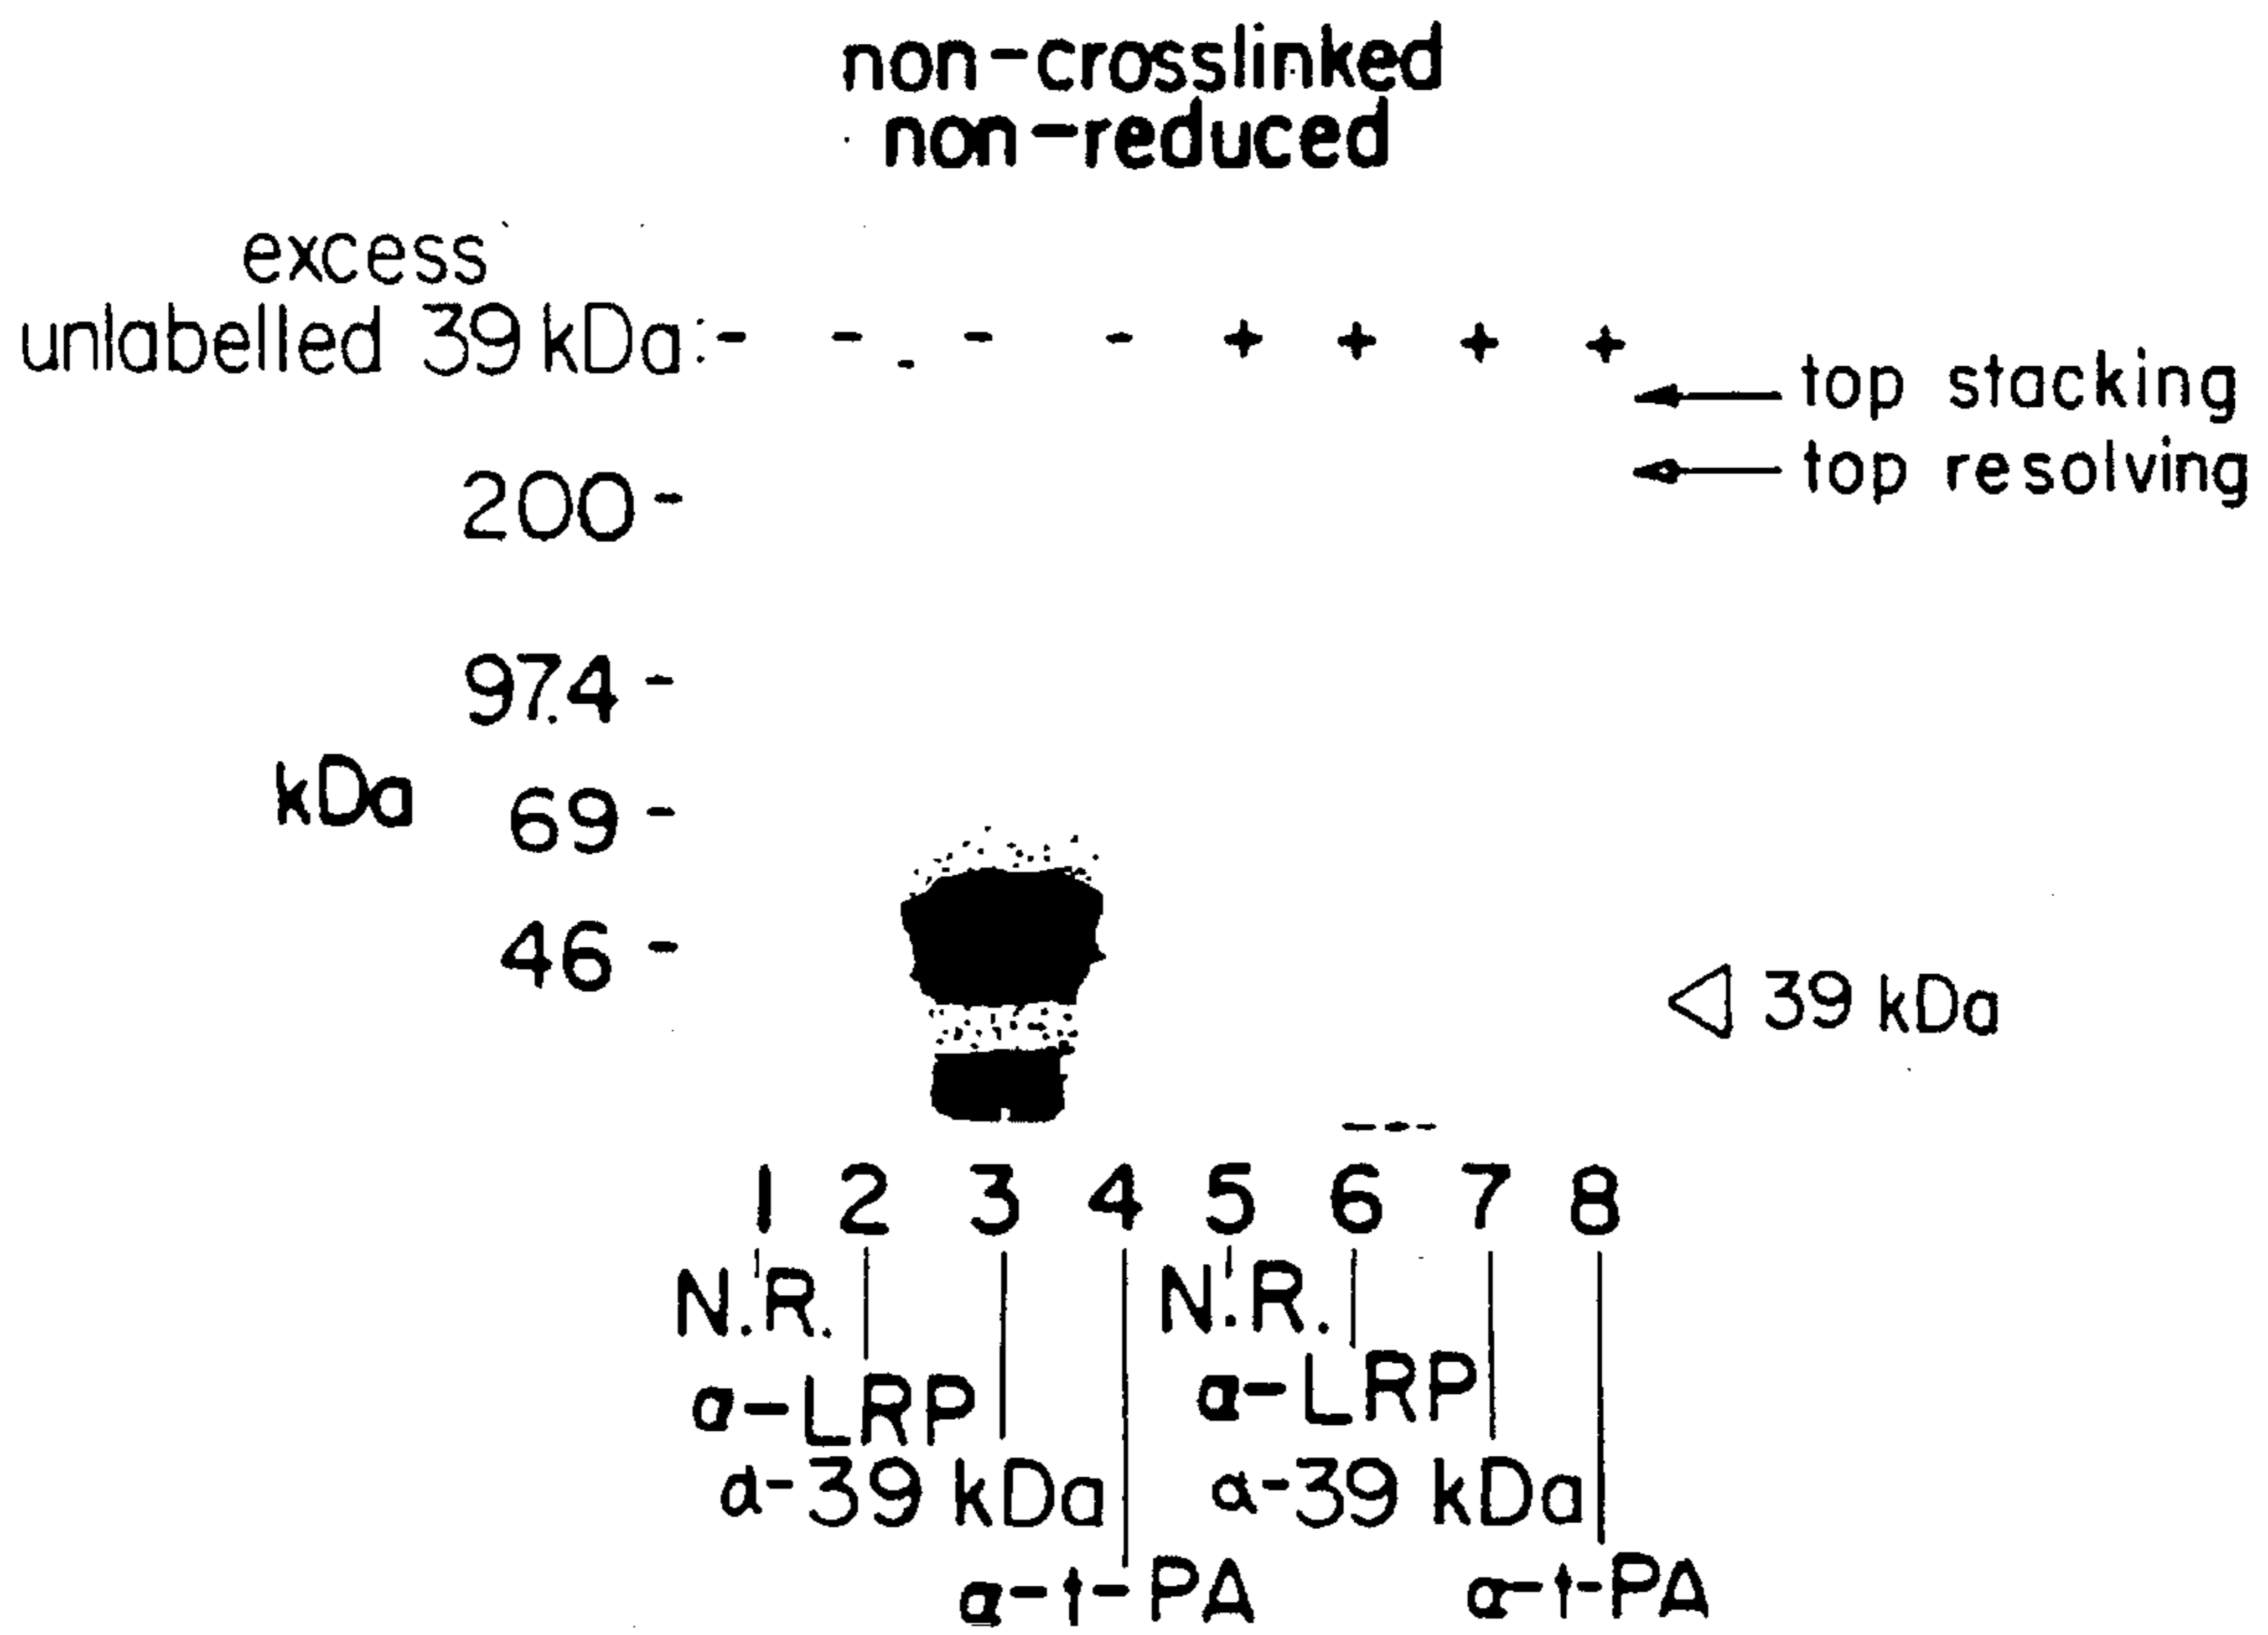 non-crosslinked
non-reduced
excess
unlabelled 39 kDa: - - - - + + + +
top stacking
top resolving
200 -
97.4 -
kDa
69 -
46 -
39 kDa
1 2 3 4 5 6 7 8
N.R. N.R.
α-LRP α-LRP
α-39 kDa α-39 kDa
α-t-PA α-t-PA